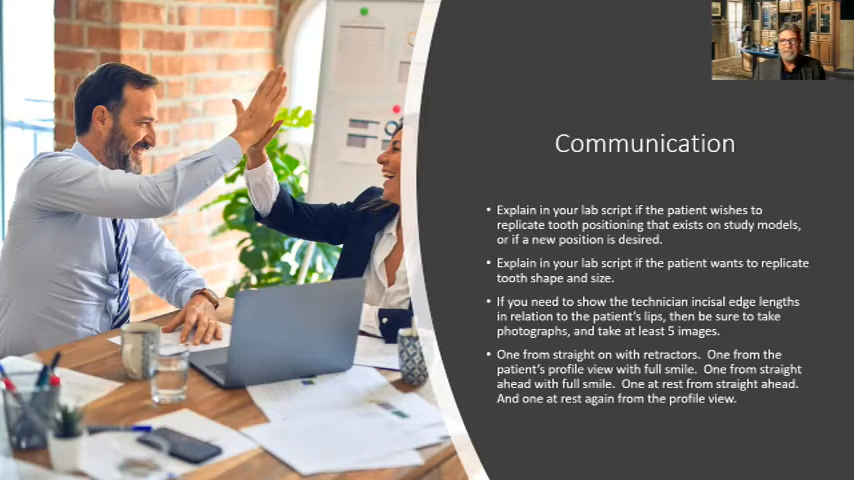 Communication
• Explain in your lab script if the patient wishes to
replicate tooth positioning that exists on study models,
or if a new position is desired.
• Explain in your lab script if the patient wants to replicate
tooth shape and size.
• If you need to show the technician incisal edge lengths
in relation to the patient's lips, then be sure to take
photographs, and take at least 5 images.
• One from straight on with retractors.  One from the
patient's profile view with full smile.  One from straight
ahead with full smile.  One at rest from straight ahead.
And one at rest again from the profile view.